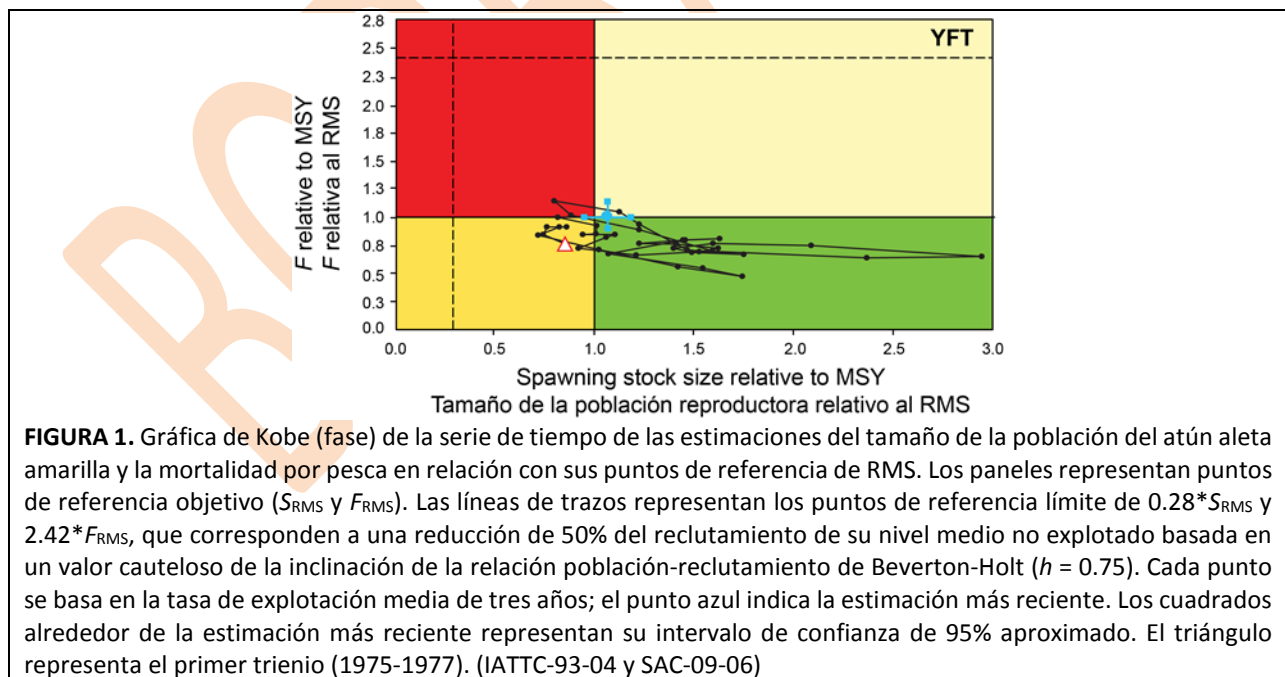 2.8
YFT
2.5
2.3
2.0
1.8
1.5
1.3
1.0
0.8
0.5
0.3
0.0
F relative to MSY
F relativa al RMS
0.0 0.5 1.0 1.5 2.0 2.5 3.0
Spawning stock size relative to MSY
Tamaño de la población reproductora relativo al RMS
FIGURA 1. Gráfica de Kobe (fase) de la serie de tiempo de las estimaciones del tamaño de la población del atún aleta
amarilla y la mortalidad por pesca en relación con sus puntos de referencia de RMS. Los paneles representan puntos
de referencia objetivo (SRMS y FRMS). Las líneas de trazos representan los puntos de referencia límite de 0.28*SRMS y
2.42*FRMS, que corresponden a una reducción de 50% del reclutamiento de su nivel medio no explotado basada en
un valor cauteloso de la inclinación de la relación población-reclutamiento de Beverton-Holt (h = 0.75). Cada punto
se basa en la tasa de explotación media de tres años; el punto azul indica la estimación más reciente. Los cuadrados
alrededor de la estimación más reciente representan su intervalo de confianza de 95% aproximado. El triángulo
representa el primer trienio (1975-1977). (IATTC-93-04 y SAC-09-06)